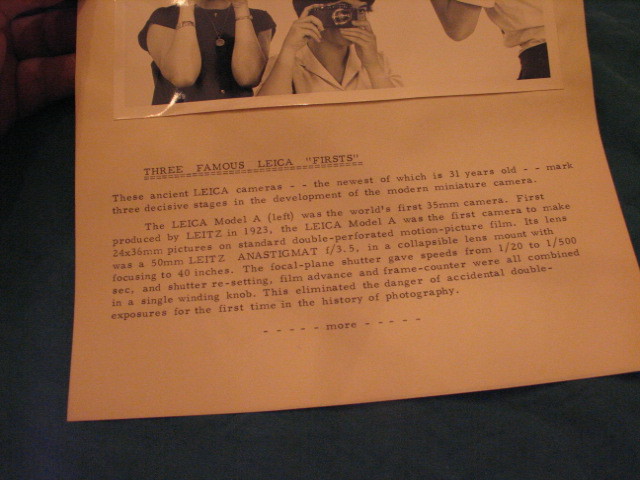 THREE FAMOUS LEICA "FIRSTS"
These ancient LEICA cameras - - the newest of which is 31 years old - - mark
three decisive stages in the development of the modern miniature camera.
The LEICA Model A (left) was the world's first 35mm camera. First
produced by LEITZ in 1923, the LEICA Model A was the first camera to make
24x36mm pictures on standard double-perforated motion-picture film. Its lens
was a 50mm LEITZ ANASTIGMAT f/3.5, in a collapsible lens mount with
focusing to 40 inches. The focal-plane shutter gave speeds from 1/20 to 1/500
sec, and shutter re-setting, film advance and frame-counter were all combined
in a single winding knob. This eliminated the danger of accidental double-
exposures for the first time in the history of photography.
- - - - - more - - - - -